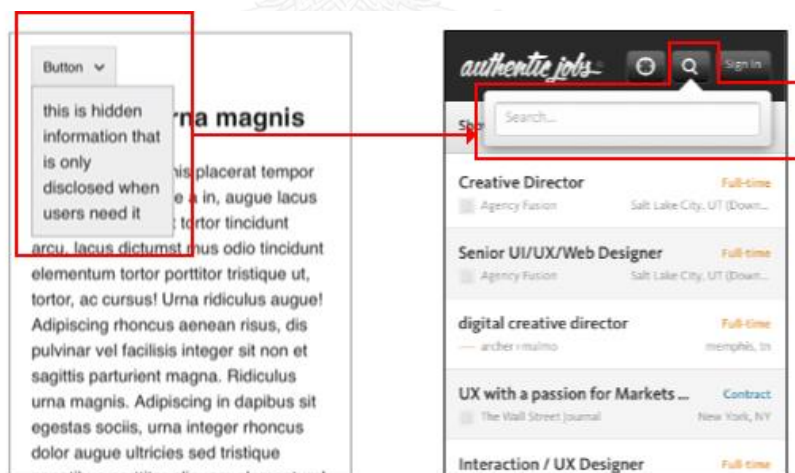 Button
this is hidden
information that
is only
disclosed when
users need it
rna magnis
his placerat tempor
e a in, augue lacus
t tortor tincidunt
arcu, lacus dictumst mus odio tincidunt
elementum tortor porttitor tristique ut,
tortor, ac cursus! Urna ridiculus augue!
Adipiscing rhoncus aenean risus, dis
pulvinar vel facilisis integer sit non et
sagittis parturient magna. Ridiculus
urna magnis. Adipiscing in dapibus sit
egestas sociis, urna integer rhoncus
dolor augue ultricies sed tristique
authentic jobs
Sign In
Search...
Creative Director Full-time
Agency Fusion Salt Lake City, UT (Down...
Senior UI/UX/Web Designer Full-time
Agency Fusion Salt Lake City, UT (Down...
digital creative director Full-time
archer>malmo memphis, tn
UX with a passion for Markets ... Contract
The Wall Street Journal New York, NY
Interaction / UX Designer Full-time